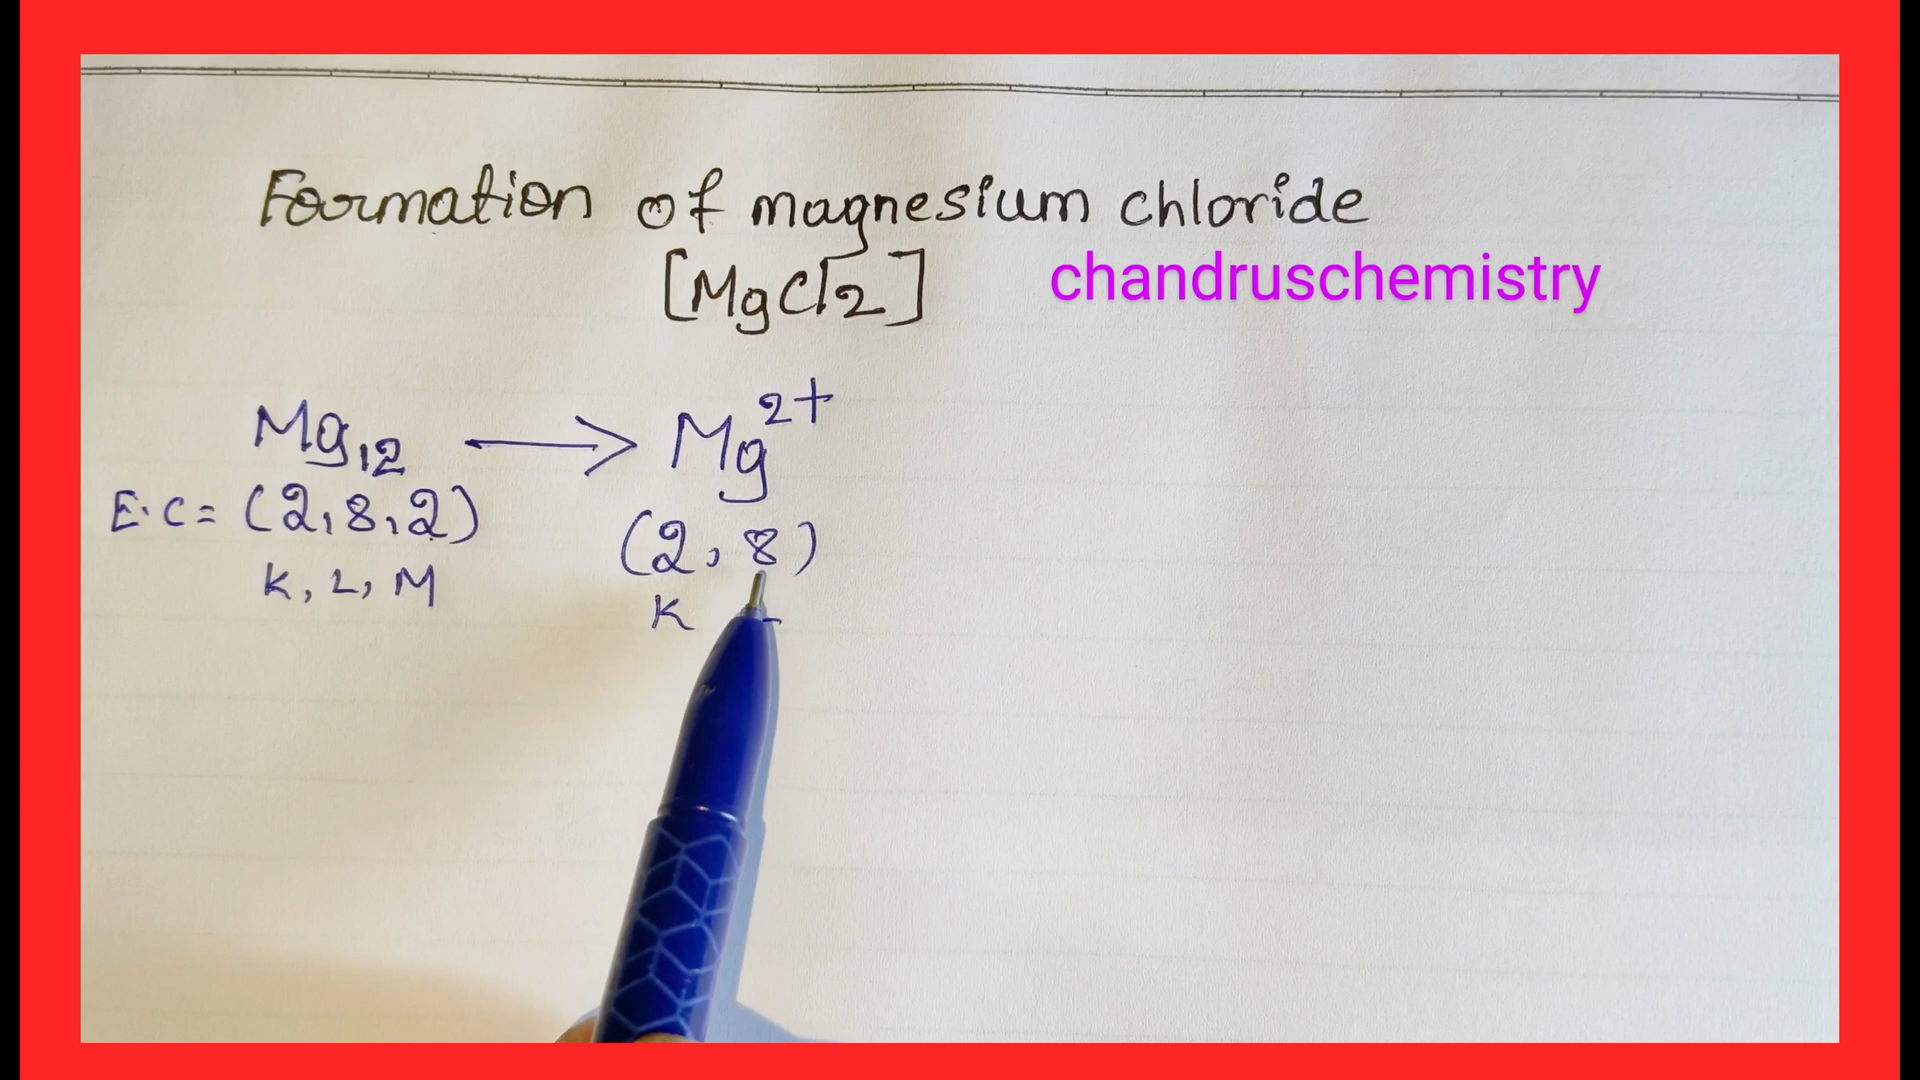 Formation of magnesium chloride
[MgCl2]
chandruschemistry
Mg12 → Mg2+
E.C = (2,8,2)
(2, 8)
K, L, M
K